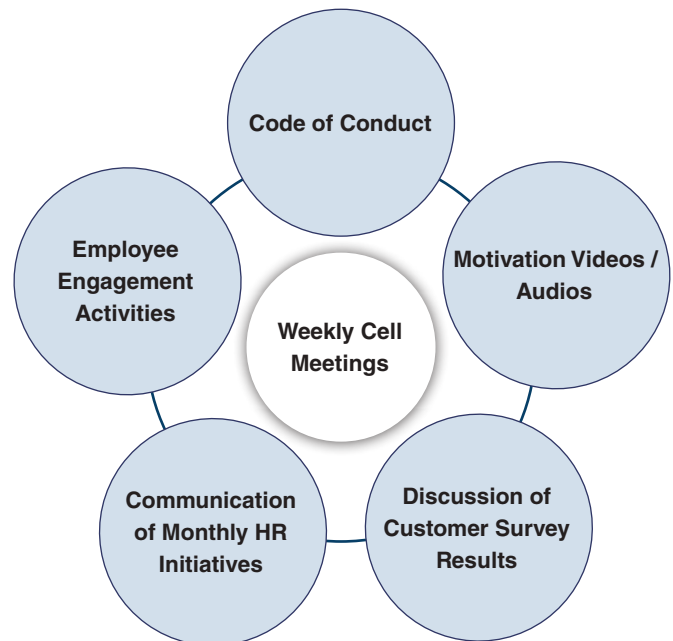 Code of Conduct
Motivation Videos /
Audios
Discussion of
Customer Survey
Results
Communication
of Monthly HR
Initiatives
Employee
Engagement
Activities
Weekly Cell
Meetings